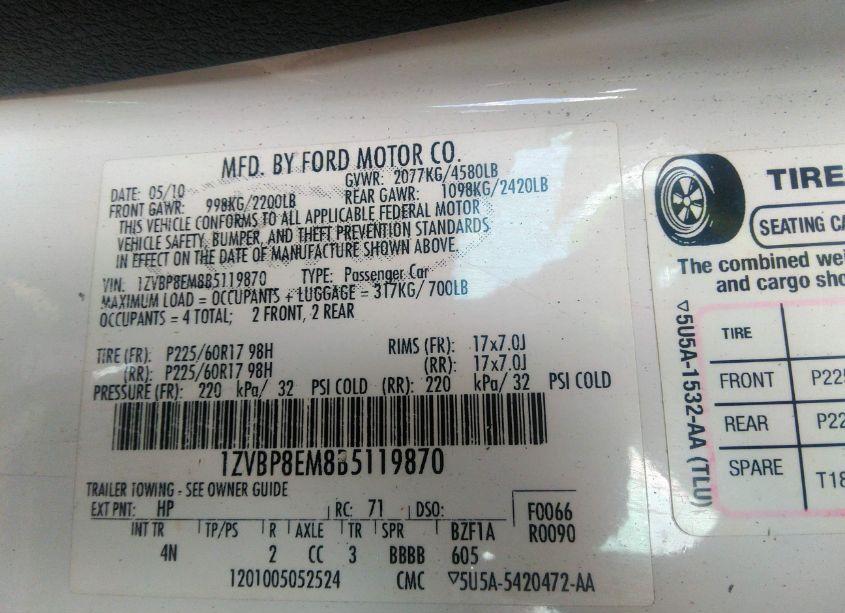 MFD. BY FORD MOTOR CO.
DATE: 05/10 GVWR: 2077KG/4580LB
FRONT GAWR: 998KG/2200LB REAR GAWR: 1098KG/2420LB
THIS VEHICLE CONFORMS TO ALL APPLICABLE FEDERAL MOTOR
VEHICLE SAFETY, BUMPER, AND THEFT PREVENTION STANDARDS
IN EFFECT ON THE DATE OF MANUFACTURE SHOWN ABOVE.
VIN: 1ZVBP8EM8B5119870 TYPE: Passenger Car
MAXIMUM LOAD = OCCUPANTS + LUGGAGE = 317KG/700LB
OCCUPANTS = 4 TOTAL; 2 FRONT, 2 REAR
TIRE (FR): P225/60R17 98H RIMS (FR): 17x7.0J
(RR): P225/60R17 98H (RR): 17x7.0J
PRESSURE (FR): 220 kPa/ 32 PSI COLD (RR): 220 kPa/ 32 PSI COLD
1ZVBP8EM8B5119870
TRAILER TOWING - SEE OWNER GUIDE
EXT PNT: HP RC: 71 DSO: F0066
INT TR TP/PS R AXLE TR SPR BZF1A R0090
4N 2 CC 3 BBBB 605
1201005052524 CMC ▽5U5A-5420472-AA
TIRE
SEATING CA
The combined wei
and cargo sho
▽5U5A-1532-AA (TLU)
TIRE
FRONT P225
REAR P22
SPARE T18